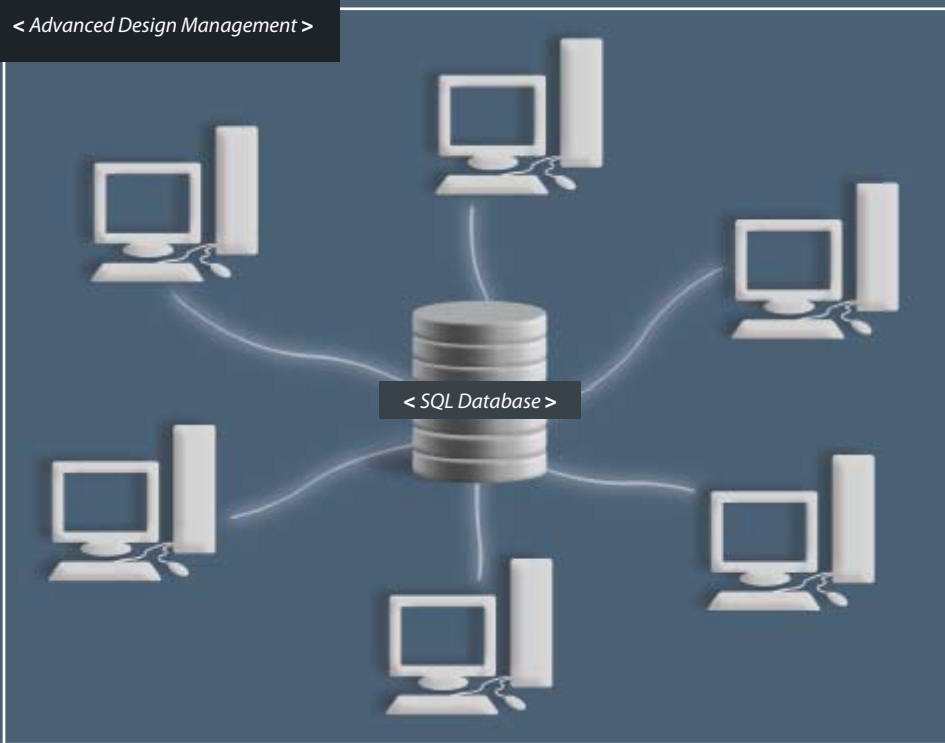 < Advanced Design Management >
< SQL Database >